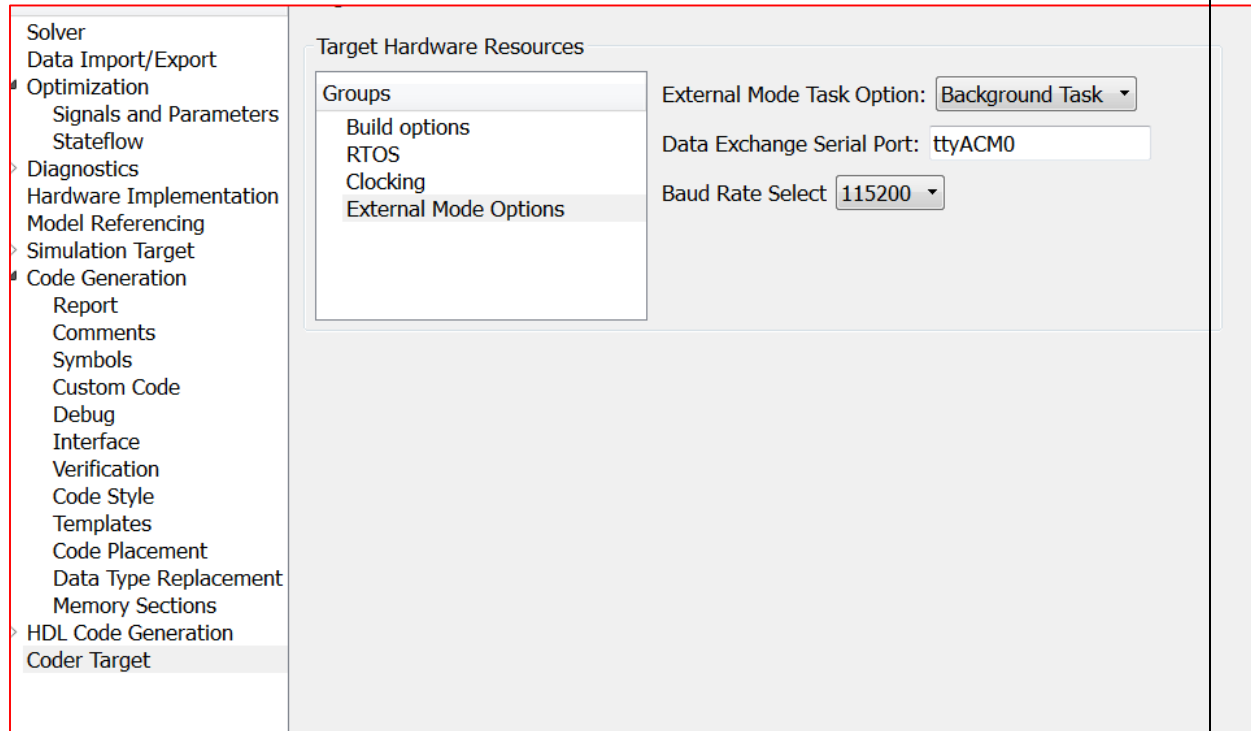 Solver
Data Import/Export
Optimization
Signals and Parameters
Stateflow
Diagnostics
Hardware Implementation
Model Referencing
Simulation Target
Code Generation
Report
Comments
Symbols
Custom Code
Debug
Interface
Verification
Code Style
Templates
Code Placement
Data Type Replacement
Memory Sections
HDL Code Generation
Coder Target
Target Hardware Resources
Groups
Build options
RTOS
Clocking
External Mode Options
External Mode Task Option: Background Task
Data Exchange Serial Port: ttyACM0
Baud Rate Select 115200